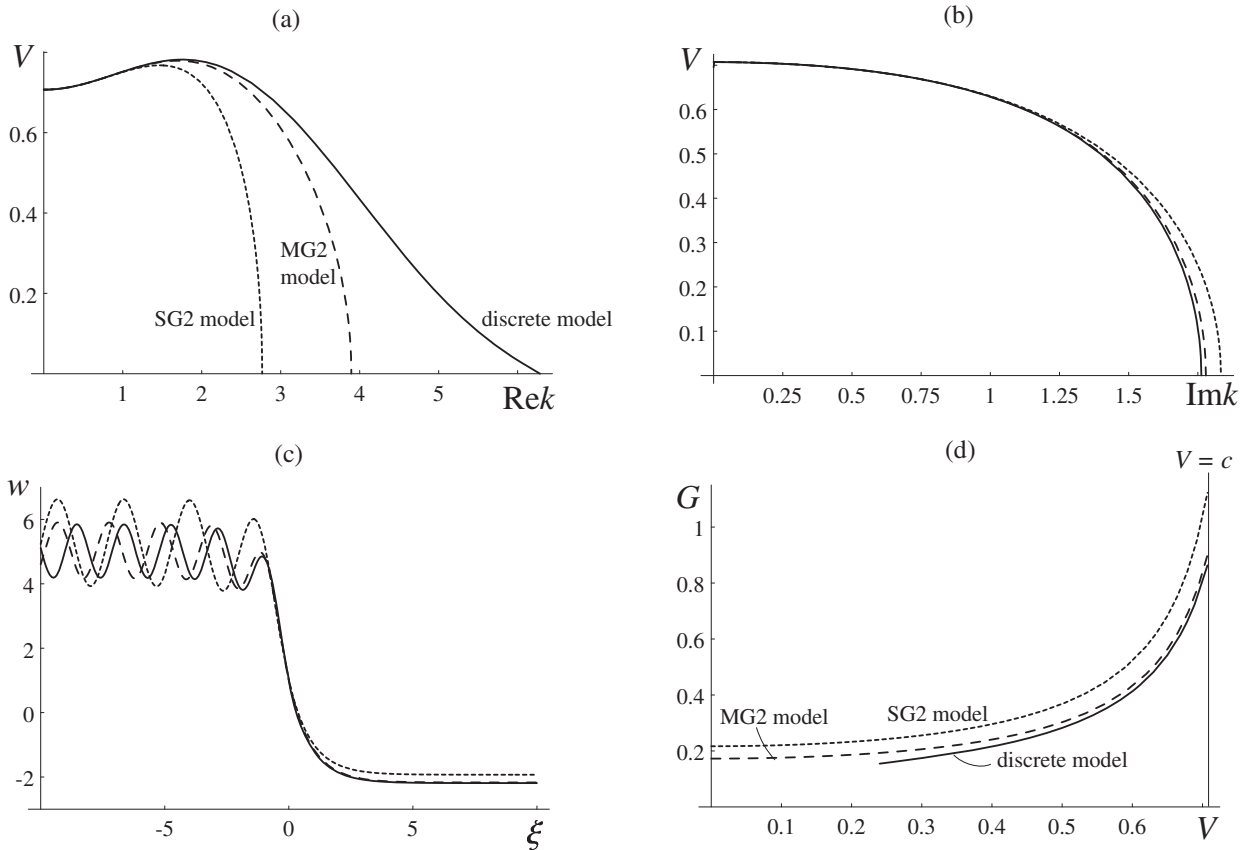 (a)
V
0.6
0.4
0.2
MG2
model
SG2 model
discrete model
1
2
3
4
5
Rek
(b)
V
0.6
0.5
0.4
0.3
0.2
0.1
0.25
0.5
0.75
1
1.25
1.5
Imk
(c)
w
6
4
2
0
-2
-5
0
5
ξ
(d)
V = c
G
1
0.8
0.6
0.4
0.2
MG2 model
SG2 model
discrete model
0.1
0.2
0.3
0.4
0.5
0.6
V